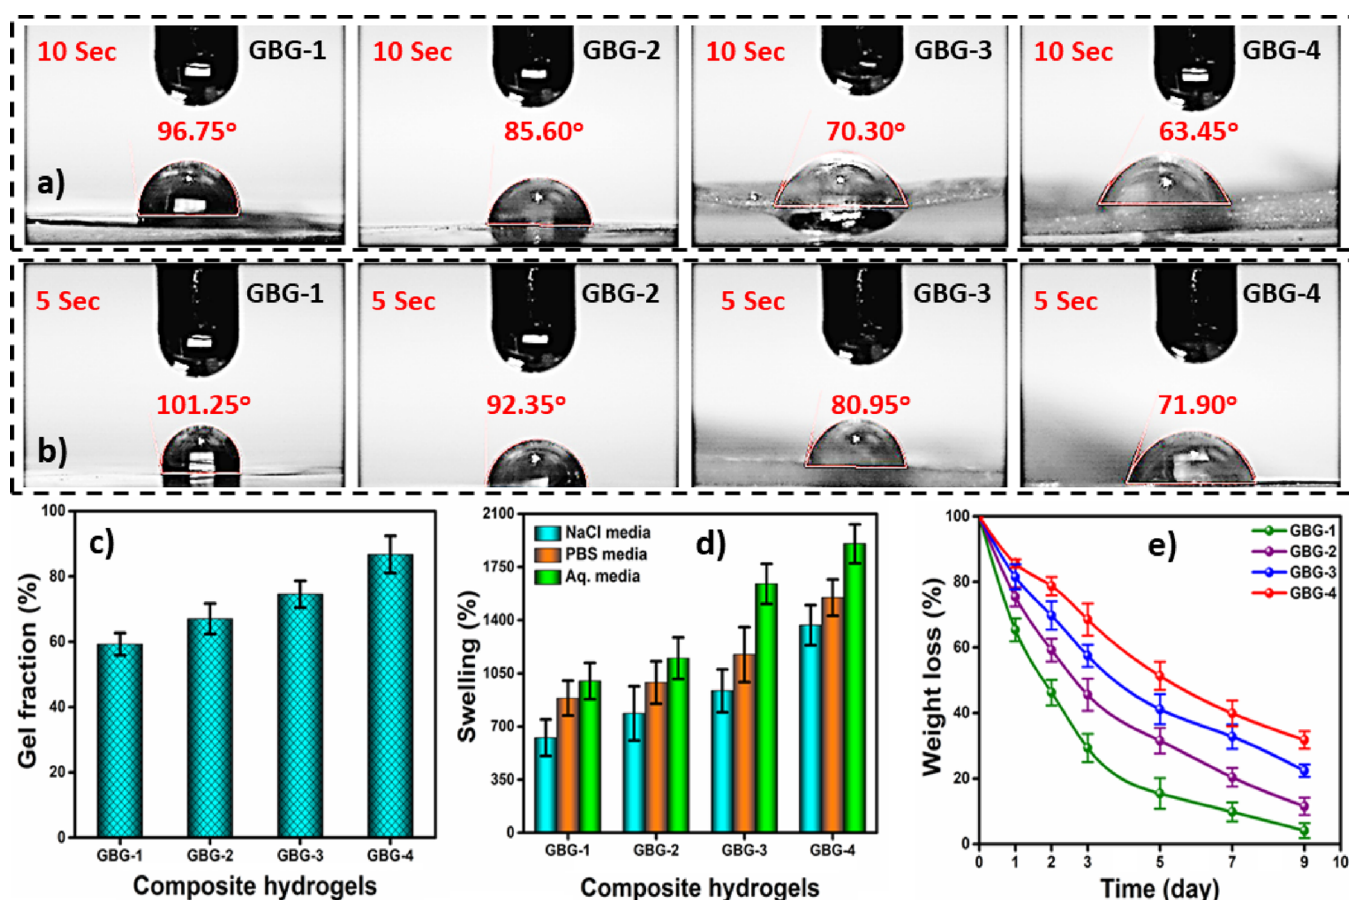 10 Sec GBG-1 10 Sec GBG-2 10 Sec GBG-3 10 Sec GBG-4
96.75° 85.60° 70.30° 63.45°
a)
5 Sec GBG-1 5 Sec GBG-2 5 Sec GBG-3 5 Sec GBG-4
101.25° 92.35° 80.95° 71.90°
b)
c)
Gel fraction (%)
100
80
60
40
20
0
GBG-1 GBG-2 GBG-3 GBG-4
Composite hydrogels
d)
NaCl media
PBS media
Aq. media
Swelling (%)
2100
1750
1400
1050
700
350
0
GBG-1 GBG-2 GBG-3 GBG-4
Composite hydrogels
e)
GBG-1
GBG-2
GBG-3
GBG-4
Weight loss (%)
100
80
60
40
20
0
0 1 2 3 5 7 9 10
Time (day)